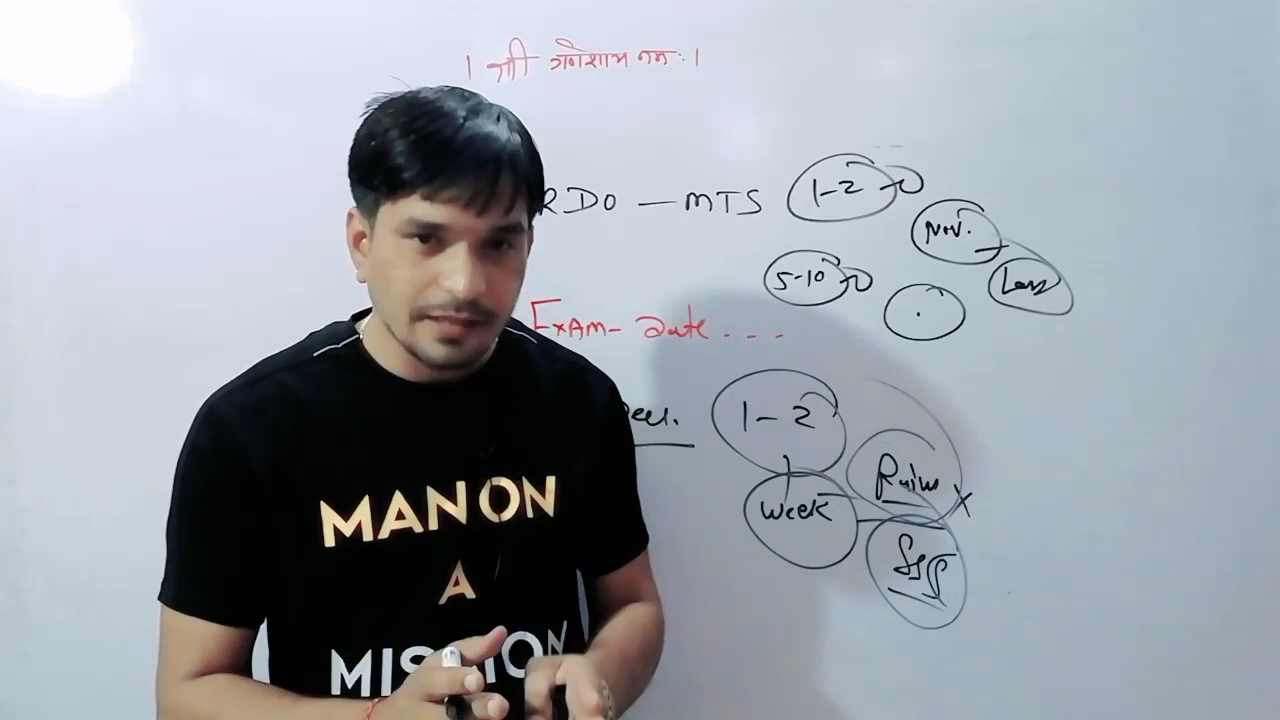 । श्री गणेशाय नमः।
RDO - MTS 1-2
Nov.
5-10
Exam- Date ....
1-2
week
MAN ON
A
MISSION